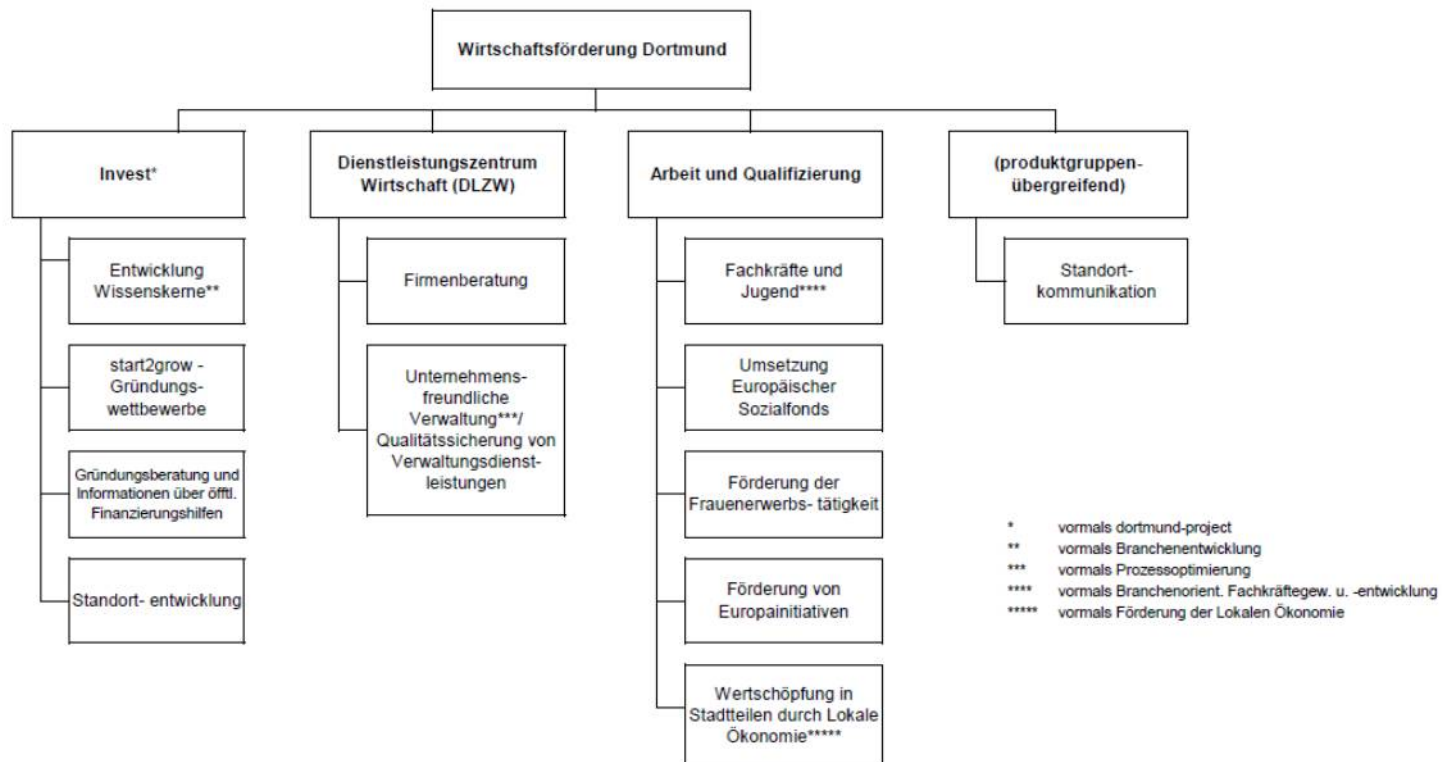 Wirtschaftsförderung Dortmund
Invest*
Entwicklung
Wissenskerne**
start2grow -
Gründungs-
wettbewerbe
Gründungsberatung und
Informationen über öfftl.
Finanzierungshilfen
Standort- entwicklung
Dienstleistungszentrum
Wirtschaft (DLZW)
Firmenberatung
Unternehmens-
freundliche
Verwaltung***/
Qualitätssicherung von
Verwaltungsdienst-
leistungen
Arbeit und Qualifizierung
Fachkräfte und
Jugend****
Umsetzung
Europäischer
Sozialfonds
Förderung der
Frauenerwerbs- tätigkeit
Förderung von
Europainitiativen
Wertschöpfung in
Stadtteilen durch Lokale
Ökonomie*****
(produktgruppen-
übergreifend)
Standort-
kommunikation
* vormals dortmund-project
** vormals Branchenentwicklung
*** vormals Prozessoptimierung
**** vormals Branchenorient. Fachkräftegew. u. -entwicklung
***** vormals Förderung der Lokalen Ökonomie